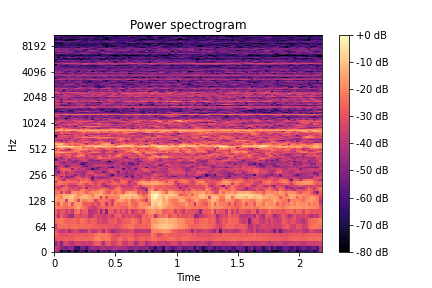 Power spectrogram
Hz
8192
4096
2048
1024
512
256
128
64
0
0
0.5
1
1.5
2
Time
+0 dB
-10 dB
-20 dB
-30 dB
-40 dB
-50 dB
-60 dB
-70 dB
-80 dB